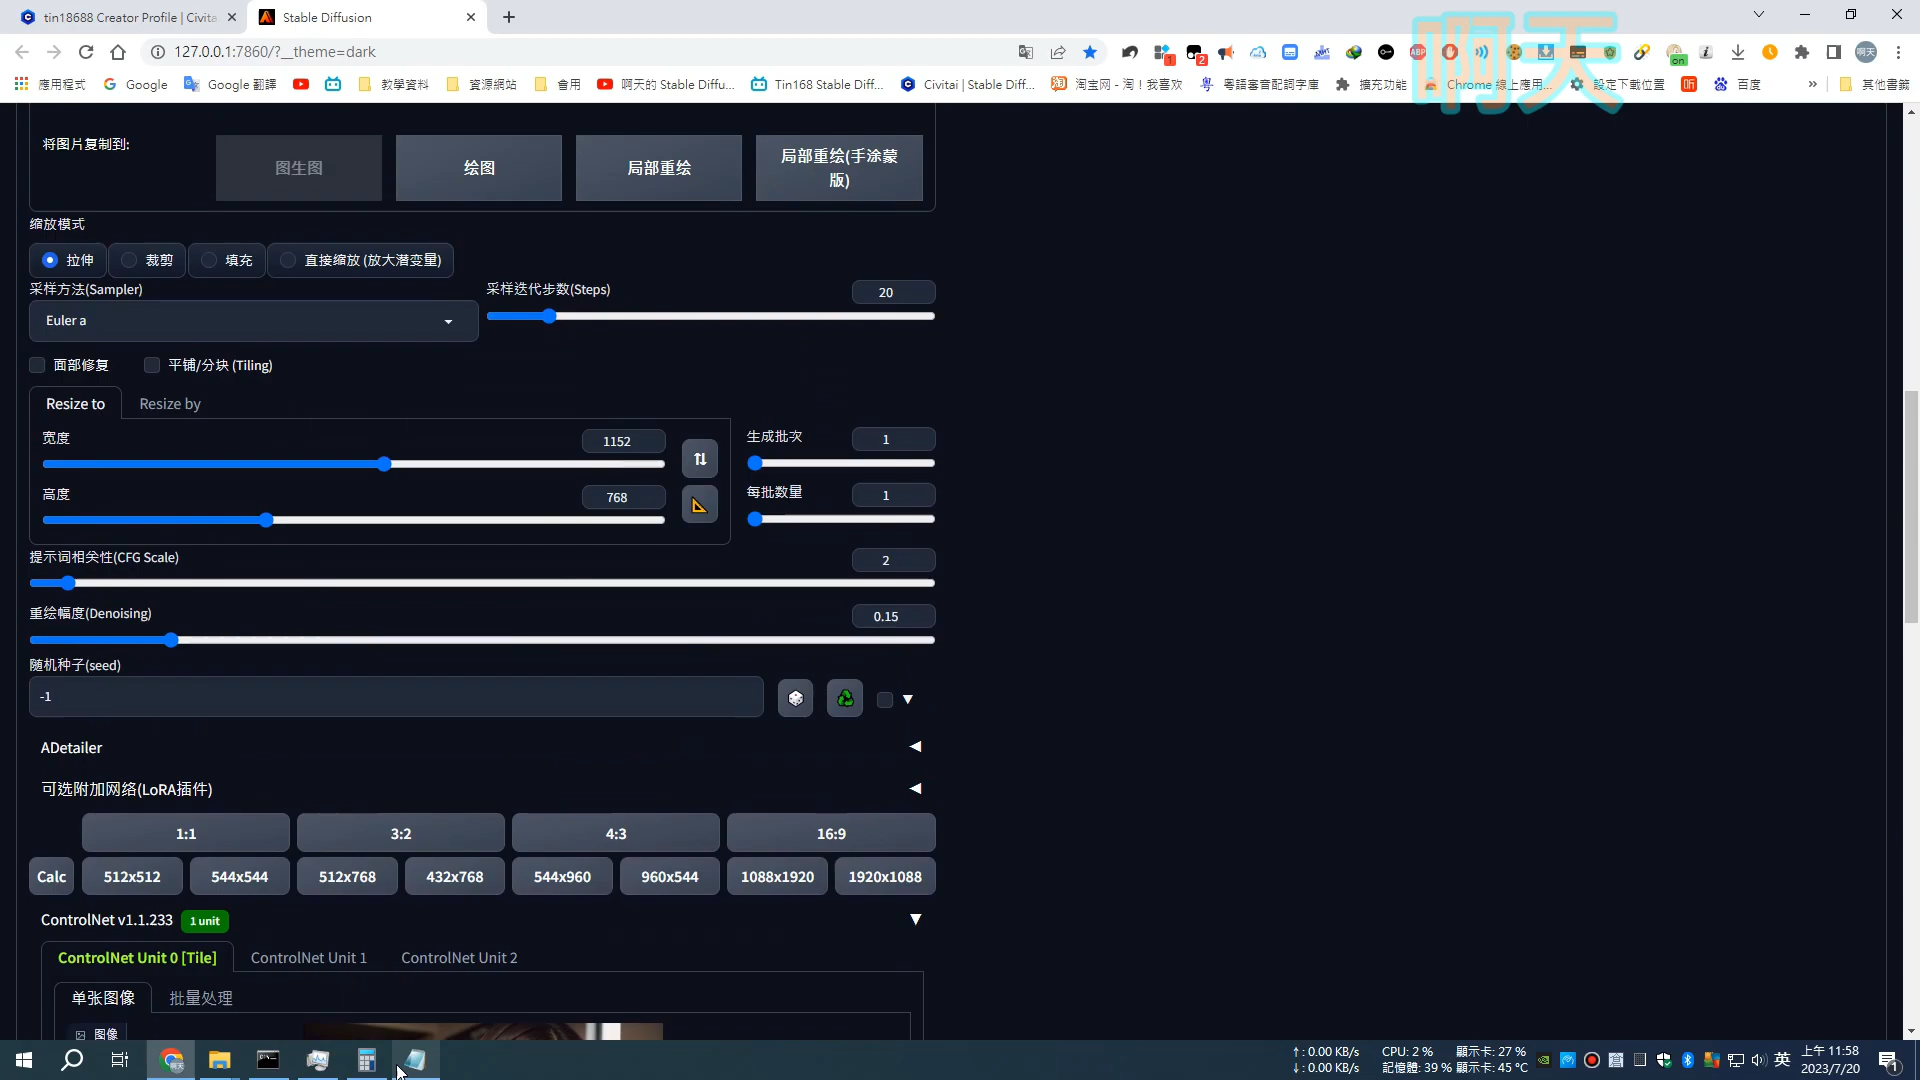 tin18688 Creator Profile | Civita
Stable Diffusion
127.0.0.1:7860/?__theme=dark
啊天
應用程式
Google
Google 翻譯
教學資料
資源網站
會用
啊天的 Stable Diffu...
Tin168 Stable Diff...
Civitai | Stable Diff...
淘宝网 - 淘！我喜欢
粵語審音配詞字庫
擴充功能
Chrome 線上應用...
設定下載位置
百度
其他書籤
将图片复制到:
图生图
绘图
局部重绘
局部重绘(手涂蒙版)
缩放模式
拉伸
裁剪
填充
直接缩放 (放大潜变量)
采样方法(Sampler)
Euler a
采样迭代步数(Steps)
20
面部修复
平铺/分块 (Tiling)
Resize to
Resize by
宽度
1152
高度
768
生成批次
1
每批数量
1
提示词相关性(CFG Scale)
2
重绘幅度(Denoising)
0.15
随机种子(seed)
-1
ADetailer
可选附加网络(LoRA插件)
1:1
3:2
4:3
16:9
Calc
512x512
544x544
512x768
432x768
544x960
960x544
1088x1920
1920x1088
ControlNet v1.1.233
1 unit
ControlNet Unit 0 [Tile]
ControlNet Unit 1
ControlNet Unit 2
单张图像
批量处理
图像
↑: 0.00 KB/s
↓: 0.00 KB/s
CPU: 2 %
記憶體: 39 %
顯示卡: 27 %
顯示卡: 45 °C
英
上午 11:58
2023/7/20